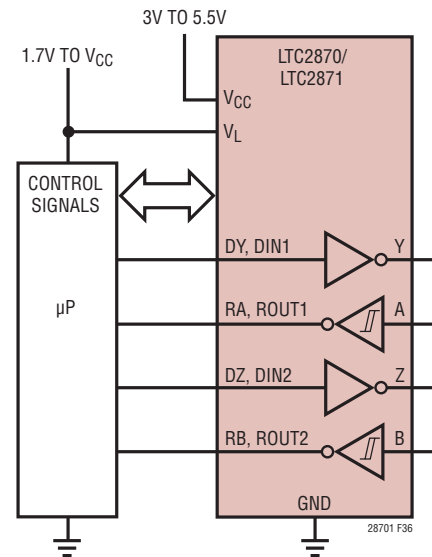 3V TO 5.5V
1.7V TO VCC
LTC2870/
LTC2871
VCC
VL
CONTROL
SIGNALS
µP
DY, DIN1
Y
RA, ROUT1
A
DZ, DIN2
Z
RB, ROUT2
B
GND
28701 F36